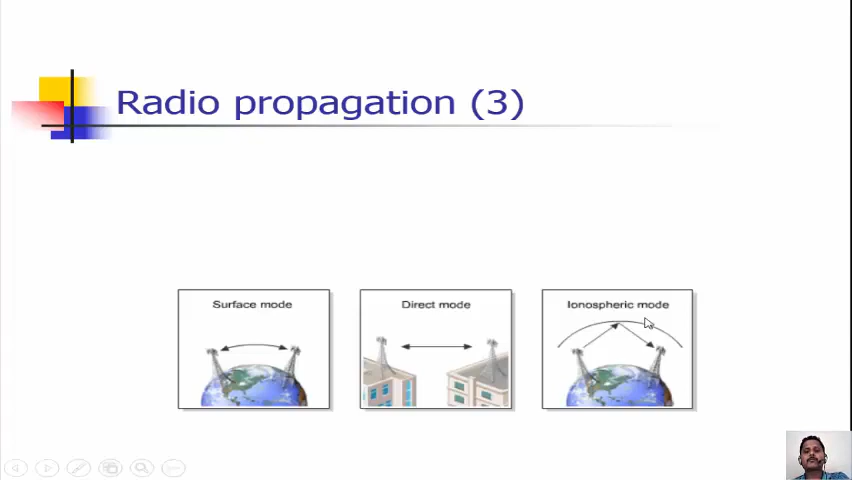 Radio propagation (3)
Surface mode
Direct mode
Ionospheric mode